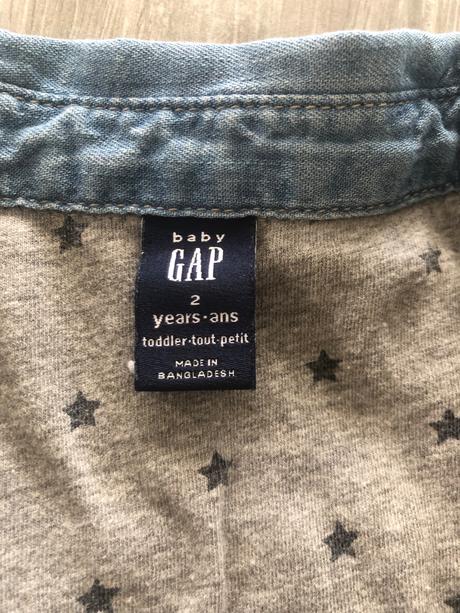 baby
GAP
2
years·ans
toddler·tout-petit
MADE IN
BANGLADESH